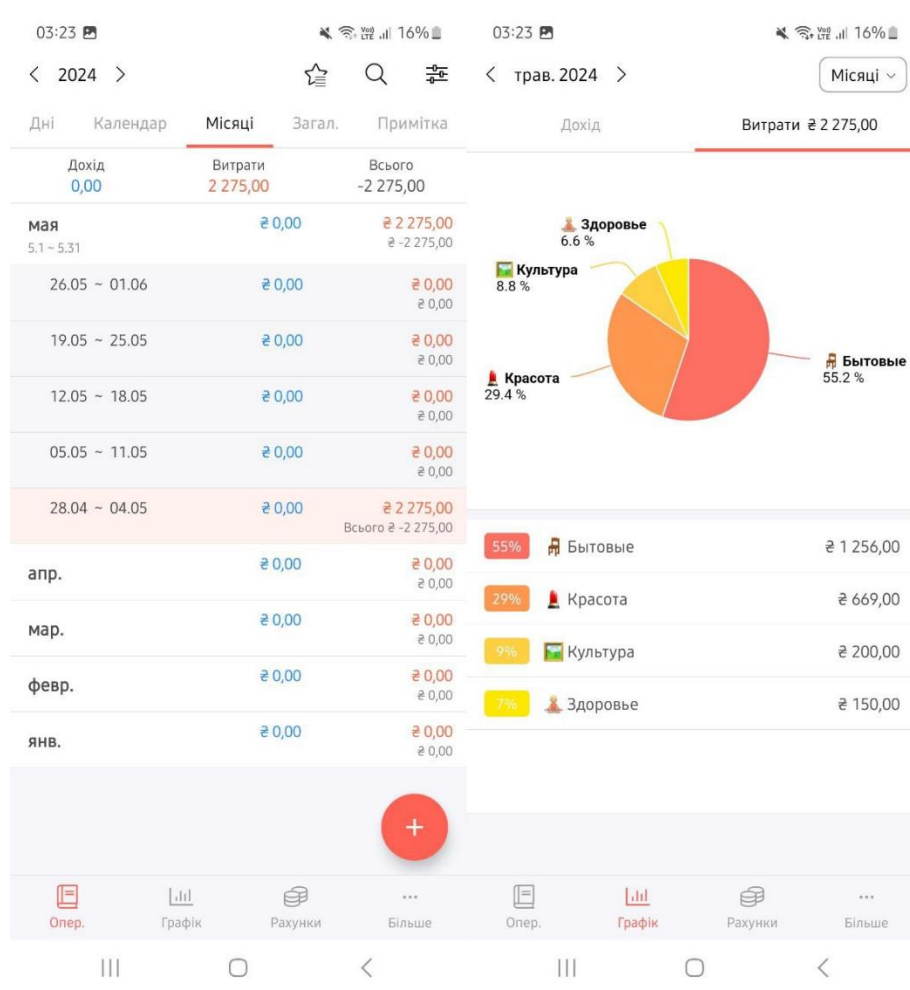 03:23
Vo)) LTE 16%
2024
Дні Календар Місяці Загал. Примітка
Дохід Витрати Всього
0,00 2 275,00 -2 275,00
мая ₴ 0,00 ₴ 2 275,00
5.1 ~ 5.31 ₴ -2 275,00
26.05 ~ 01.06 ₴ 0,00 ₴ 0,00
₴ 0,00
19.05 ~ 25.05 ₴ 0,00 ₴ 0,00
₴ 0,00
12.05 ~ 18.05 ₴ 0,00 ₴ 0,00
₴ 0,00
05.05 ~ 11.05 ₴ 0,00 ₴ 0,00
₴ 0,00
28.04 ~ 04.05 ₴ 0,00 ₴ 2 275,00
Всього ₴ -2 275,00
апр. ₴ 0,00 ₴ 0,00
₴ 0,00
мар. ₴ 0,00 ₴ 0,00
₴ 0,00
февр. ₴ 0,00 ₴ 0,00
₴ 0,00
янв. ₴ 0,00 ₴ 0,00
₴ 0,00
+
Опер. Графік Рахунки Більше
03:23
Vo)) LTE 16%
трав. 2024 Місяці
Дохід Витрати ₴ 2 275,00
Здоровье
6.6 %
Культура
8.8 %
Красота
29.4 %
Бытовые
55.2 %
55% Бытовые ₴ 1 256,00
29% Красота ₴ 669,00
9% Культура ₴ 200,00
7% Здоровье ₴ 150,00
Опер. Графік Рахунки Більше